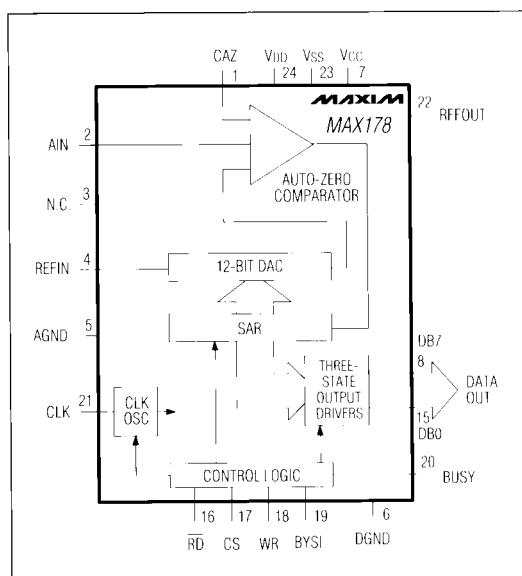 CAZ VDD VSS VCC
1 24 23 7
MAXIM
MAX178
22
RFFOUT
AIN 2
AUTO-ZERO
COMPARATOR
N.C. 3
REFIN 4
12-BIT DAC
AGND 5
SAR
DB7
8
THREE-
STATE
OUTPUT
DRIVERS
DATA
OUT
CLK 21
CLK
OSC
15
DB0
20
BUSY
CONTROL LOGIC
16 17 18 19 6
RD CS WR BYSI DGND